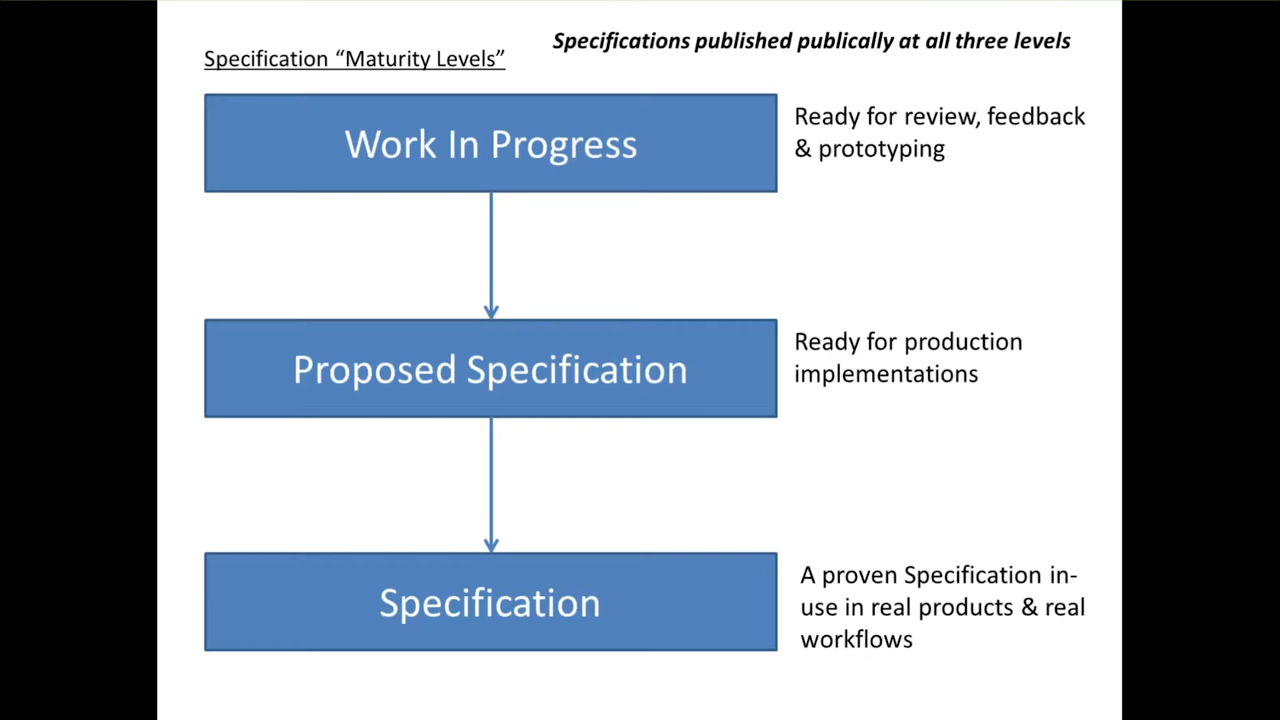 Specification “Maturity Levels”
Specifications published publically at all three levels
Work In Progress
Ready for review, feedback
& prototyping
Proposed Specification
Ready for production
implementations
Specification
A proven Specification in-
use in real products & real
workflows